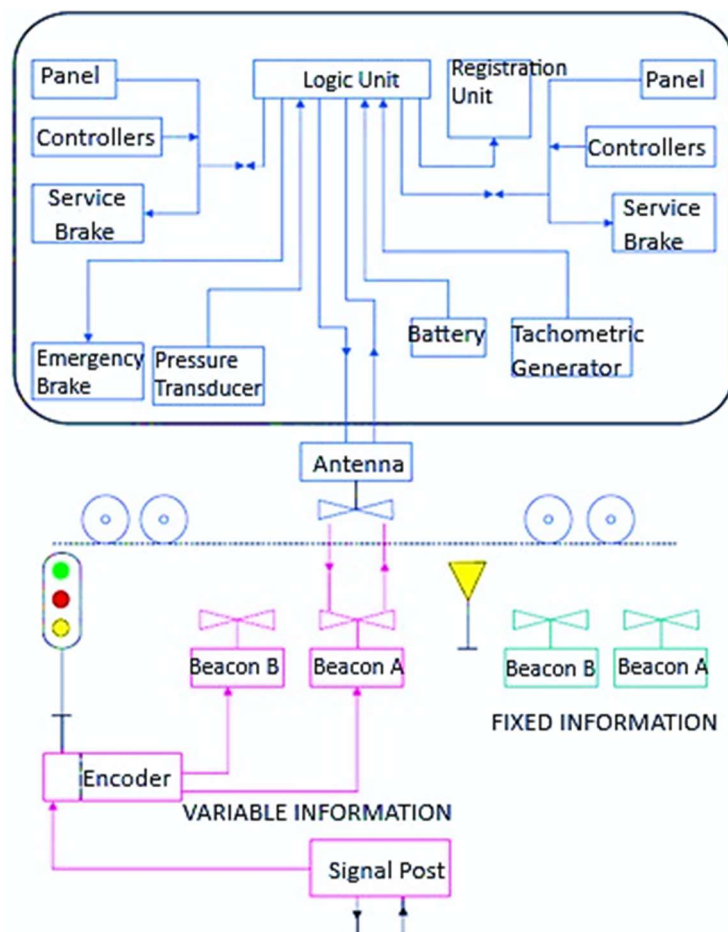 Panel
Logic Unit
Registration
Unit
Panel
Controllers
Controllers
Service
Brake
Service
Brake
Emergency
Brake
Pressure
Transducer
Battery
Tachometric
Generator
Antenna
Beacon B
Beacon A
Beacon B
Beacon A
FIXED INFORMATION
Encoder
VARIABLE INFORMATION
Signal Post